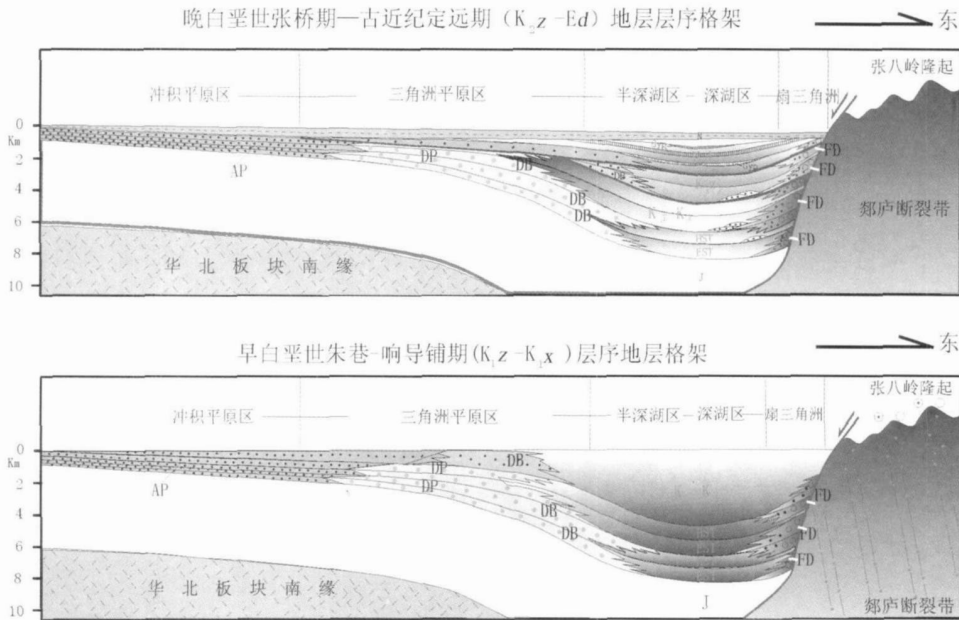 晚白垩世张桥期—古近纪定远期（K₂z-Ed）地层层序格架
东
张八岭隆起
冲积平原区
三角洲平原区
半深湖区
深湖区
扇三角洲
0
Km
2
4
6
8
10
AP
DP
DB
DB
DB
FD
FD
FD
FD
J
华北板块南缘
郯庐断裂带
早白垩世朱巷-响导铺期(K₁z-K₁x)层序地层格架
东
张八岭隆起
冲积平原区
三角洲平原区
半深湖区
深湖区
扇三角洲
0
Km
2
4
6
8
10
AP
DP
DP
DB
DB
DB
FD
FD
FD
J
华北板块南缘
郯庐断裂带